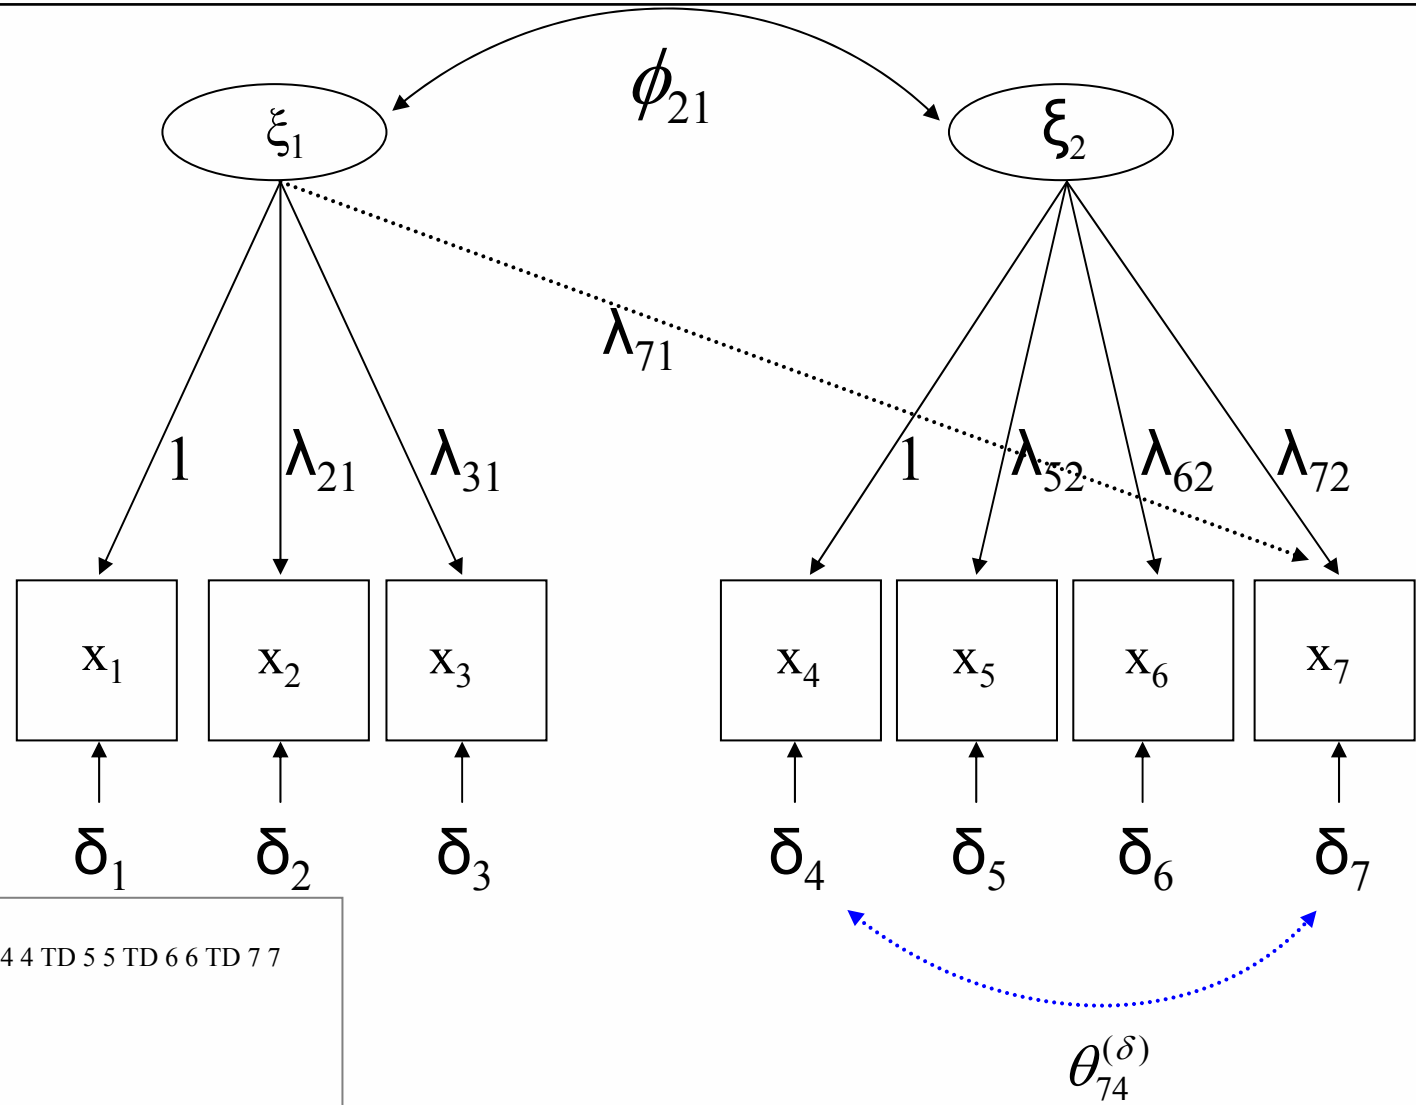 ϕ21
ξ1 ξ2
λ71
1 λ21 λ31 1 λ52 λ62 λ72
x1 x2 x3 x4 x5 x6 x7
δ1 δ2 δ3 δ4 δ5 δ6 δ7
4 4 TD 5 5 TD 6 6 TD 7 7
θ74(δ)